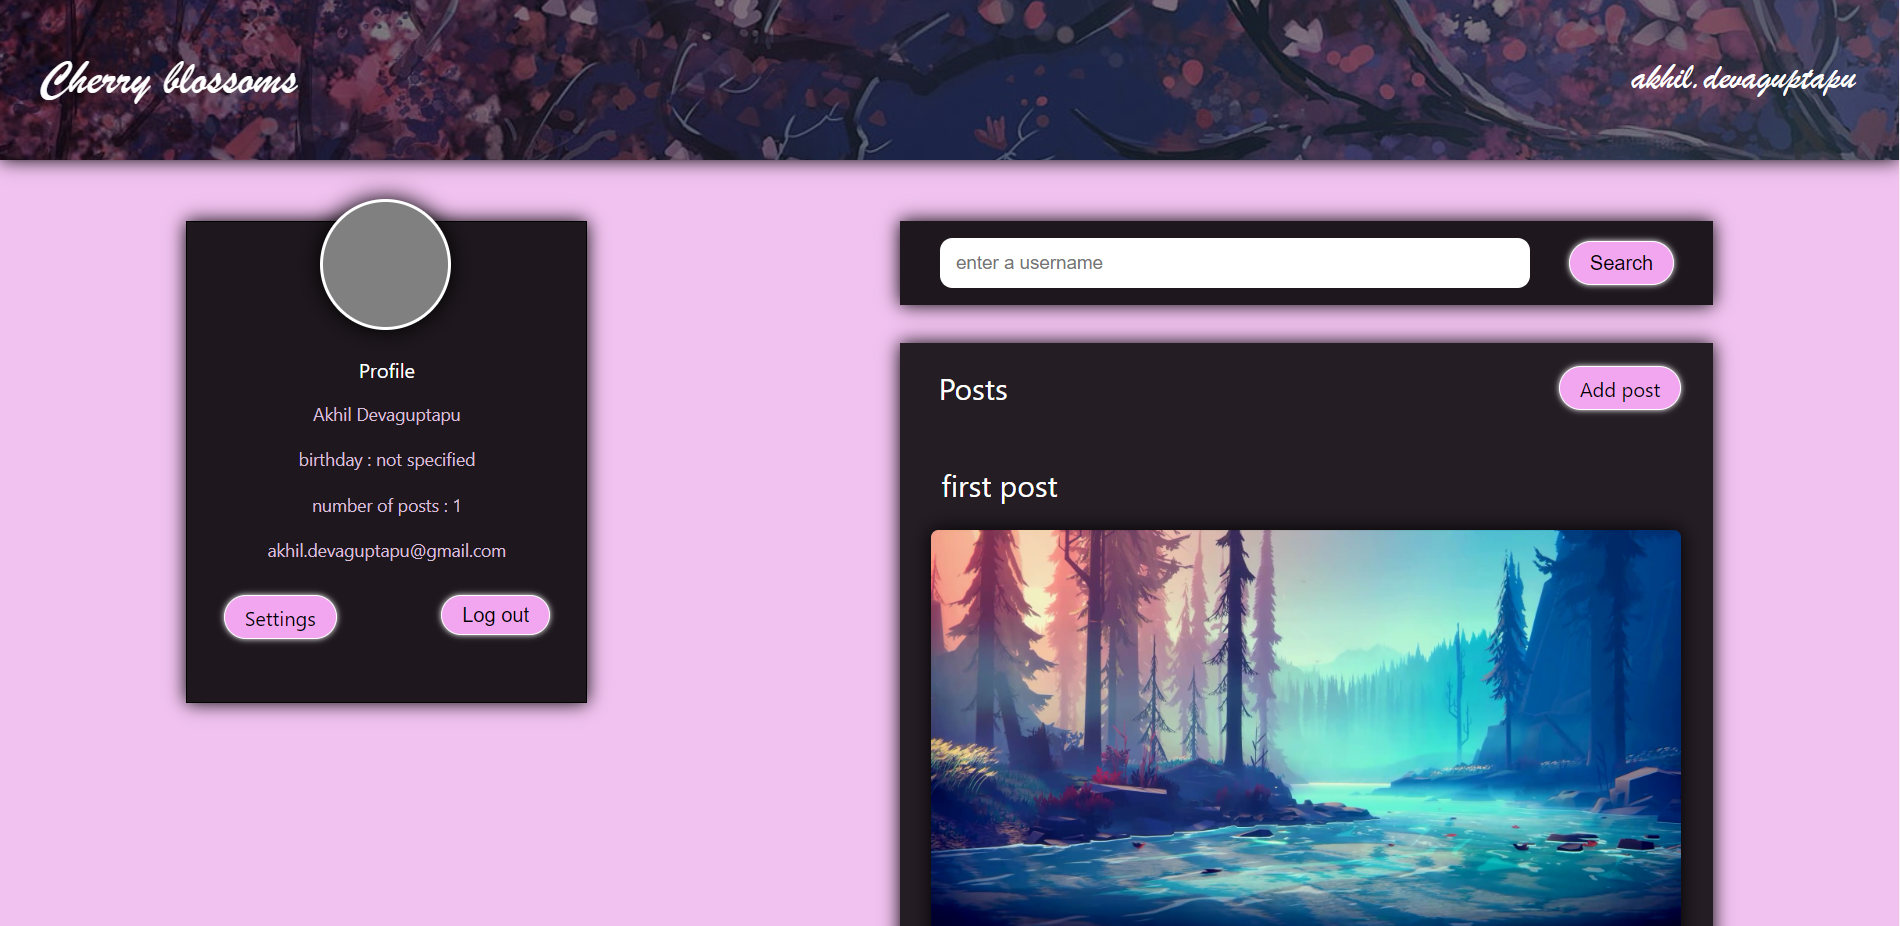 Cherry blossoms
akhil.devaguptapu
Profile
Akhil Devaguptapu
birthday : not specified
number of posts : 1
akhil.devaguptapu@gmail.com
Settings
Log out
enter a username
Search
Posts
Add post
first post